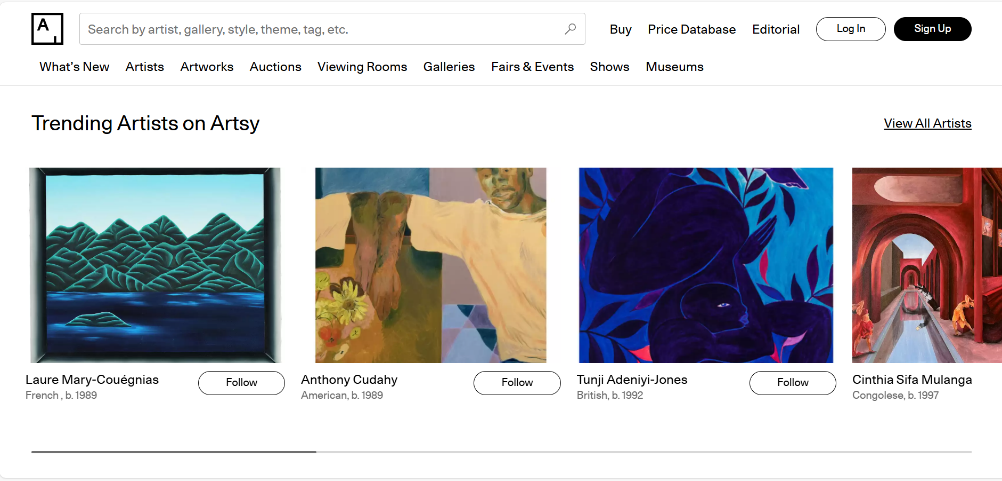 A
Search by artist, gallery, style, theme, tag, etc.
Buy
Price Database
Editorial
Log In
Sign Up
What's New
Artists
Artworks
Auctions
Viewing Rooms
Galleries
Fairs & Events
Shows
Museums
Trending Artists on Artsy
View All Artists
Laure Mary-Couégnias
French , b. 1989
Follow
Anthony Cudahy
American, b. 1989
Follow
Tunji Adeniyi-Jones
British, b. 1992
Follow
Cinthia Sifa Mulanga
Congolese, b. 1997